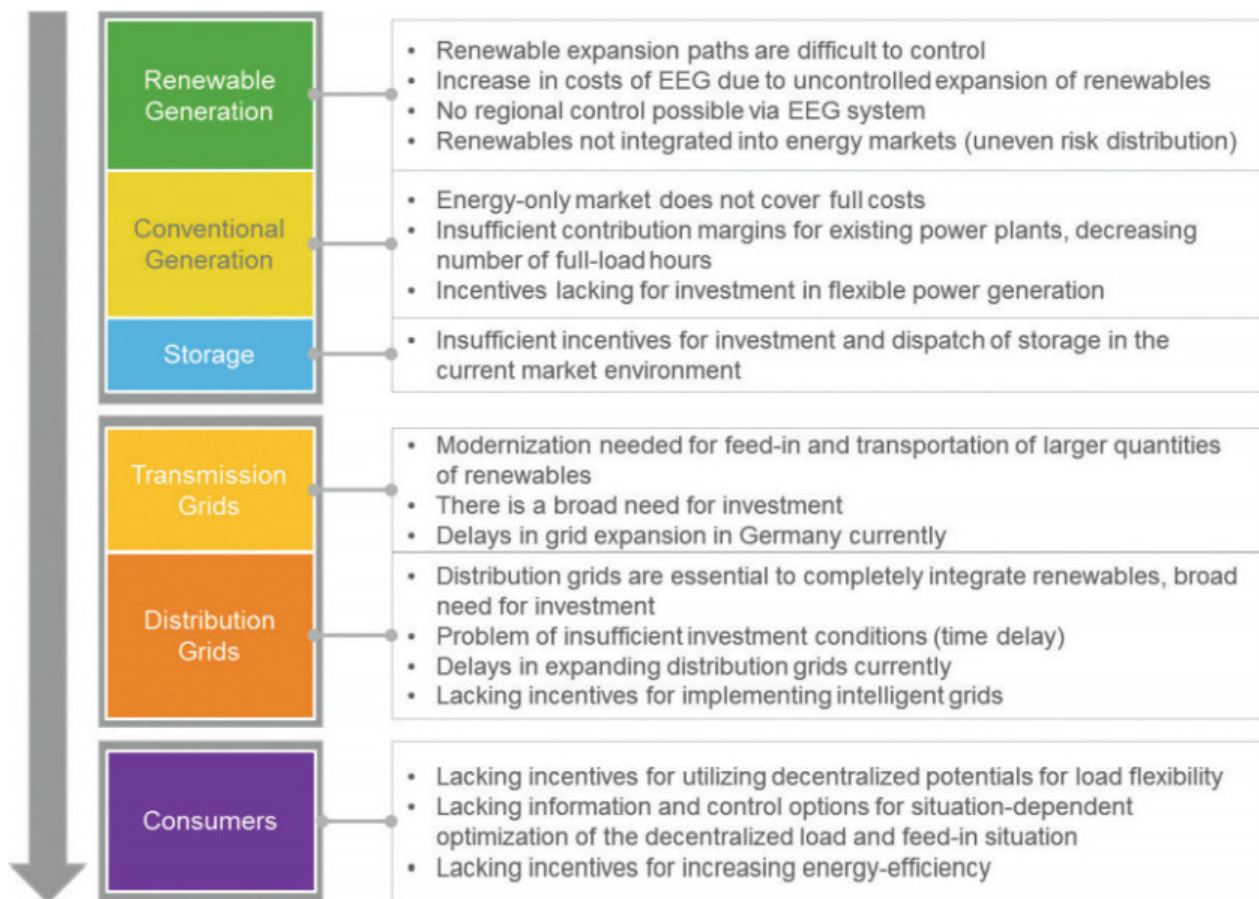 Renewable
Generation
• Renewable expansion paths are difficult to control
• Increase in costs of EEG due to uncontrolled expansion of renewables
• No regional control possible via EEG system
• Renewables not integrated into energy markets (uneven risk distribution)
Conventional
Generation
• Energy-only market does not cover full costs
• Insufficient contribution margins for existing power plants, decreasing
number of full-load hours
• Incentives lacking for investment in flexible power generation
Storage
• Insufficient incentives for investment and dispatch of storage in the
current market environment
Transmission
Grids
• Modernization needed for feed-in and transportation of larger quantities
of renewables
• There is a broad need for investment
• Delays in grid expansion in Germany currently
Distribution
Grids
• Distribution grids are essential to completely integrate renewables, broad
need for investment
• Problem of insufficient investment conditions (time delay)
• Delays in expanding distribution grids currently
• Lacking incentives for implementing intelligent grids
Consumers
• Lacking incentives for utilizing decentralized potentials for load flexibility
• Lacking information and control options for situation-dependent
optimization of the decentralized load and feed-in situation
• Lacking incentives for increasing energy-efficiency